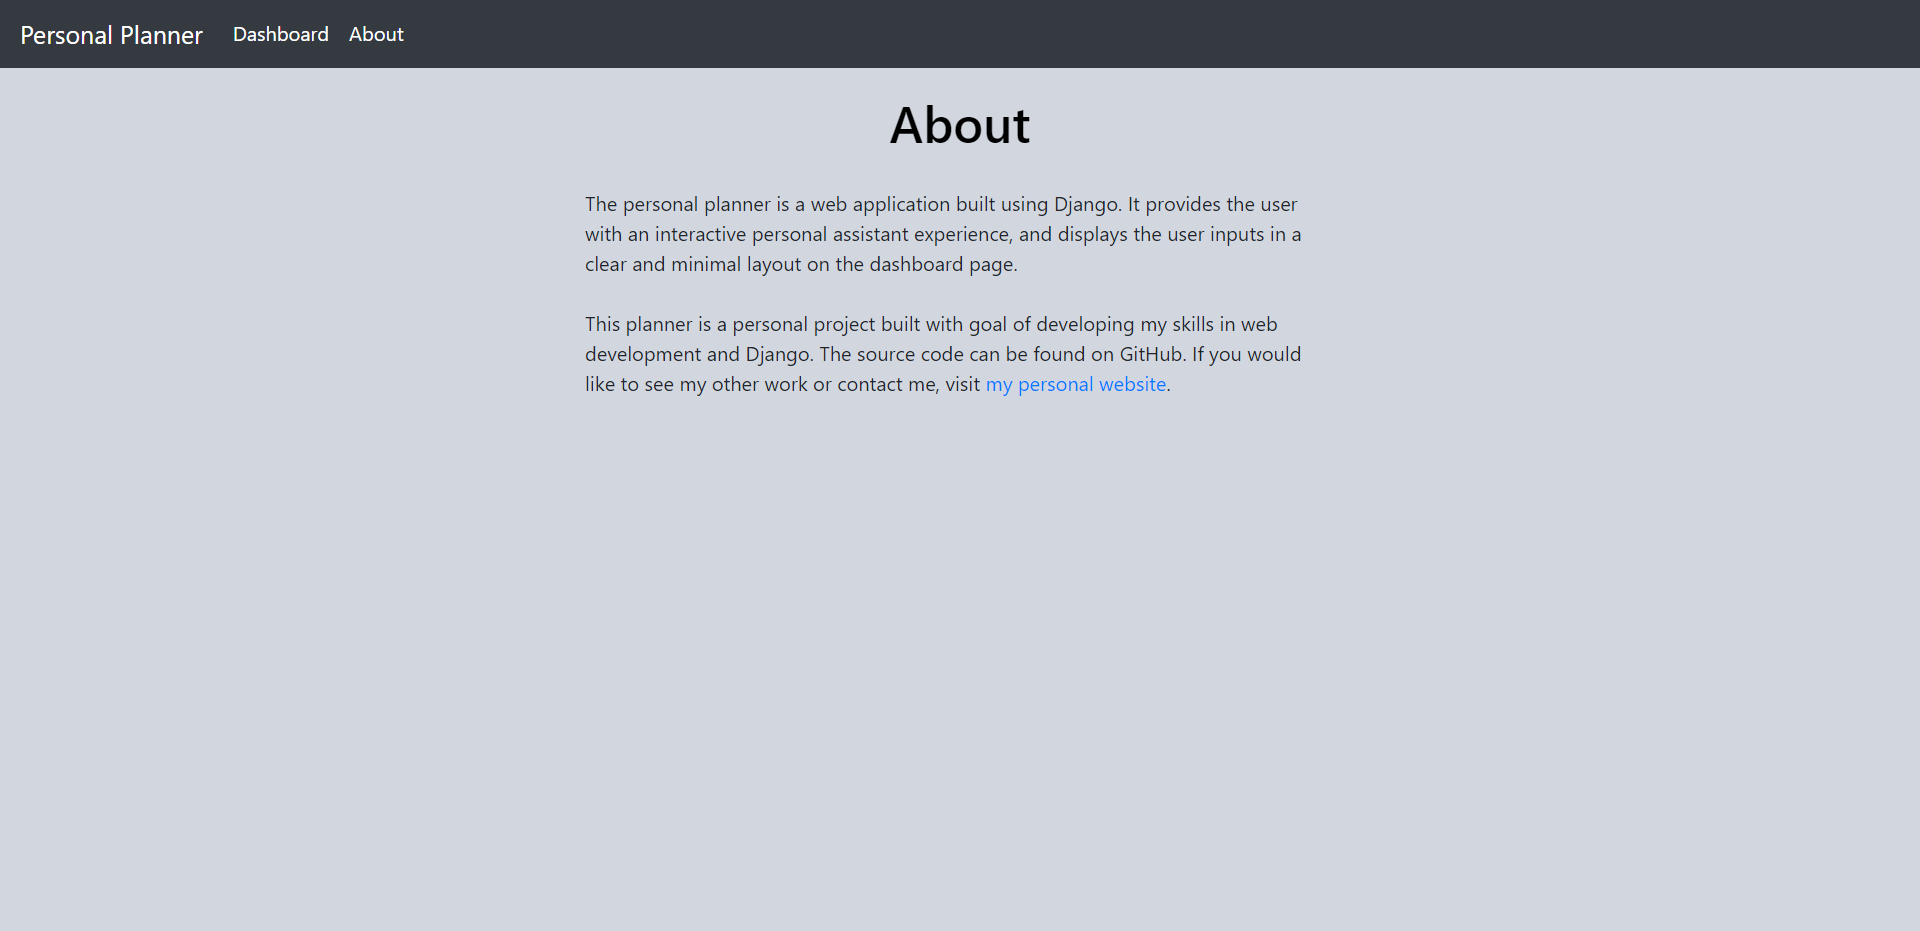 Personal Planner Dashboard About
About
The personal planner is a web application built using Django. It provides the user
with an interactive personal assistant experience, and displays the user inputs in a
clear and minimal layout on the dashboard page.
This planner is a personal project built with goal of developing my skills in web
development and Django. The source code can be found on GitHub. If you would
like to see my other work or contact me, visit my personal website.